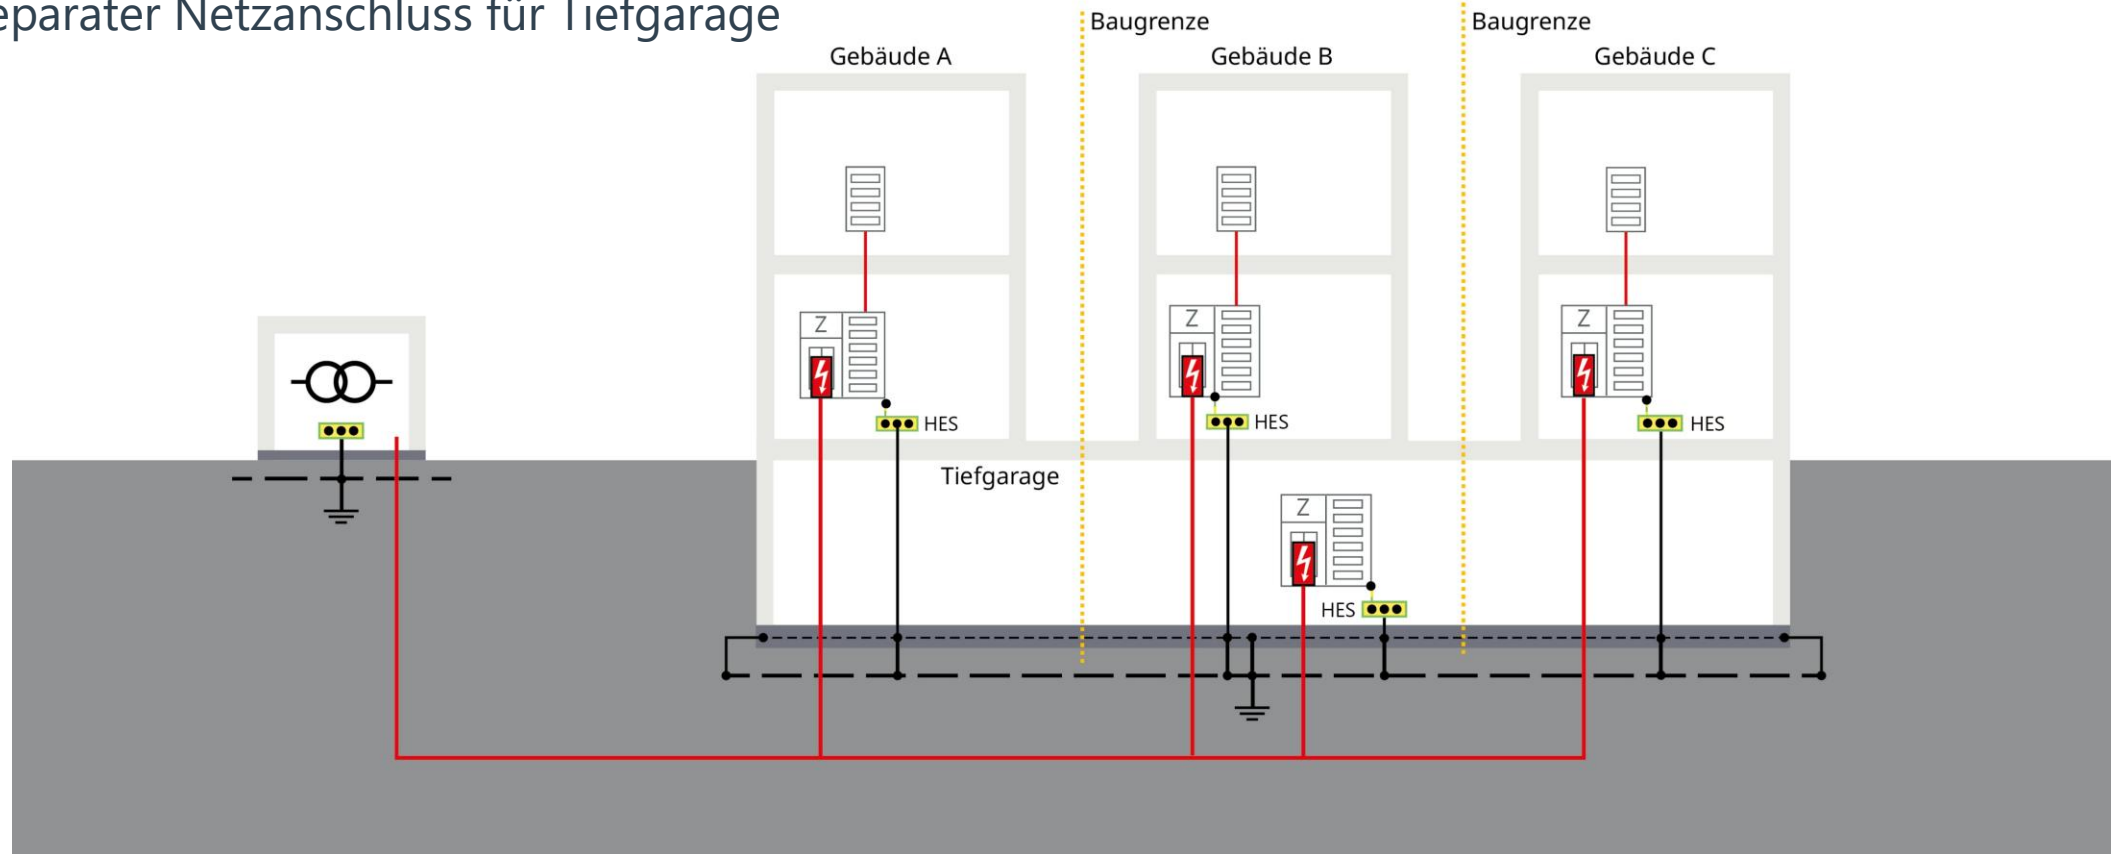 eparater Netzanschluss für Tiefgarage
Baugrenze
Baugrenze
Gebäude A
Gebäude B
Gebäude C
Z
Z
Z
HES
HES
HES
Tiefgarage
Z
HES